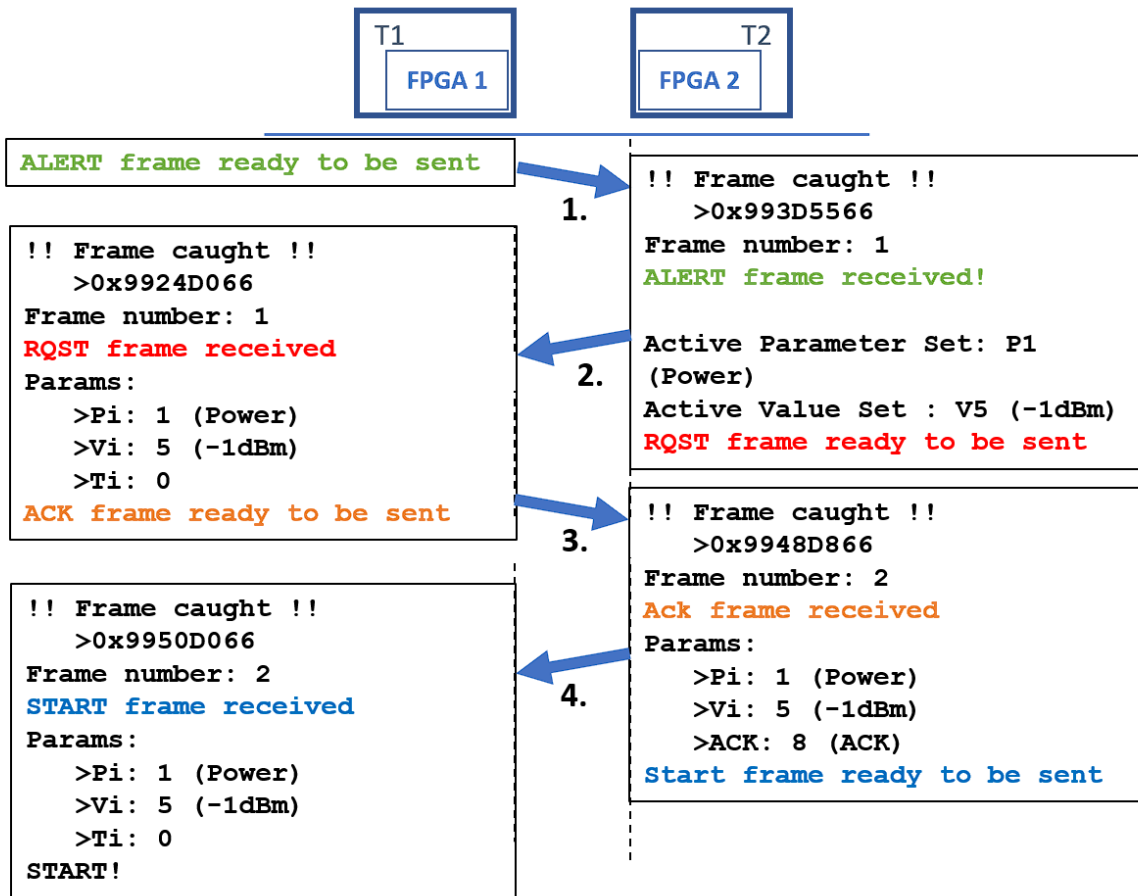 T1
FPGA 1
T2
FPGA 2
ALERT frame ready to be sent
1.
!! Frame caught !!
>0x993D5566
Frame number: 1
ALERT frame received!
Active Parameter Set: P1
(Power)
Active Value Set : V5 (-1dBm)
RQST frame ready to be sent
2.
!! Frame caught !!
>0x9924D066
Frame number: 1
RQST frame received
Params:
>Pi: 1 (Power)
>Vi: 5 (-1dBm)
>Ti: 0
ACK frame ready to be sent
3.
!! Frame caught !!
>0x9948D866
Frame number: 2
Ack frame received
Params:
>Pi: 1 (Power)
>Vi: 5 (-1dBm)
>ACK: 8 (ACK)
Start frame ready to be sent
4.
!! Frame caught !!
>0x9950D066
Frame number: 2
START frame received
Params:
>Pi: 1 (Power)
>Vi: 5 (-1dBm)
>Ti: 0
START!